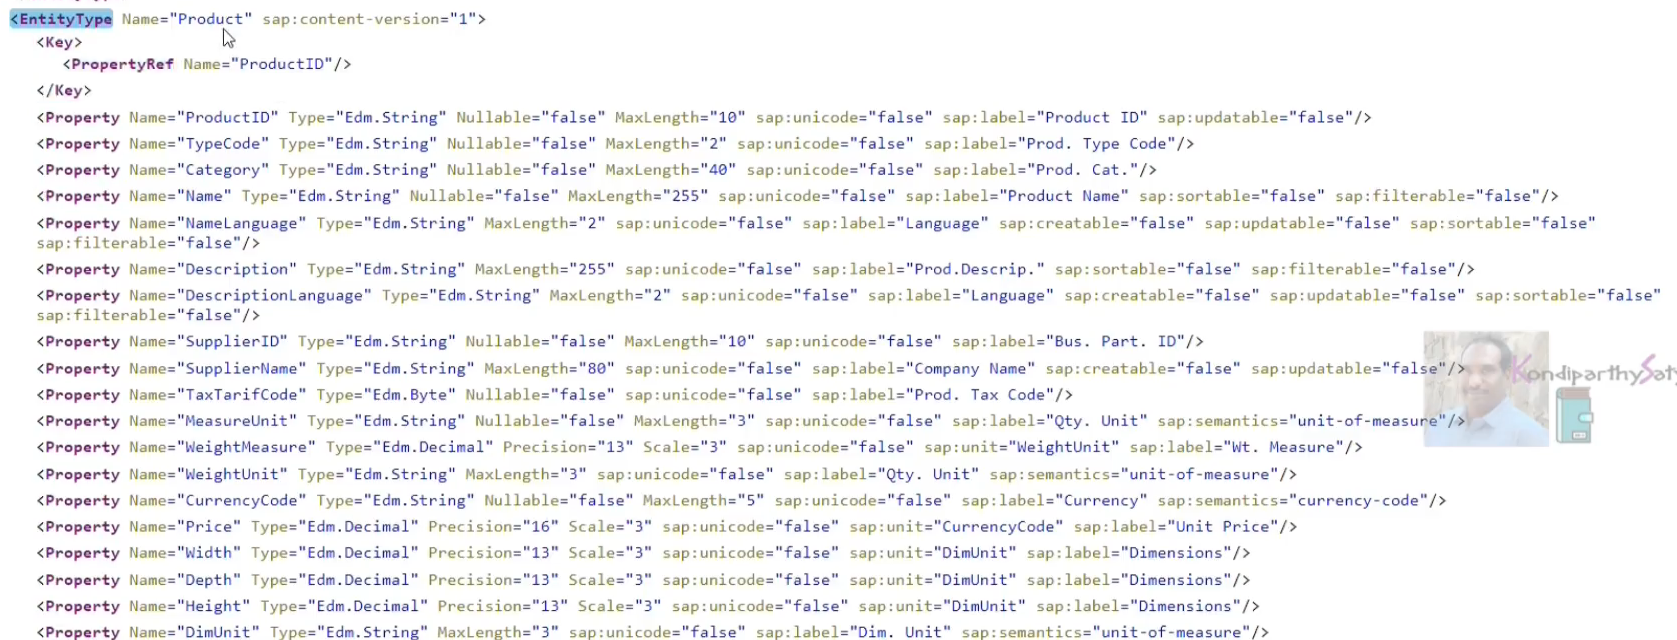 <EntityType Name="Product" sap:content-version="1">
<Key>
<PropertyRef Name="ProductID"/>
</Key>
<Property Name="ProductID" Type="Edm.String" Nullable="false" MaxLength="10" sap:unicode="false" sap:label="Product ID" sap:updatable="false"/>
<Property Name="TypeCode" Type="Edm.String" Nullable="false" MaxLength="2" sap:unicode="false" sap:label="Prod. Type Code"/>
<Property Name="Category" Type="Edm.String" Nullable="false" MaxLength="40" sap:unicode="false" sap:label="Prod. Cat."/>
<Property Name="Name" Type="Edm.String" Nullable="false" MaxLength="255" sap:unicode="false" sap:label="Product Name" sap:sortable="false" sap:filterable="false"/>
<Property Name="NameLanguage" Type="Edm.String" Nullable="false" MaxLength="2" sap:unicode="false" sap:label="Language" sap:creatable="false" sap:updatable="false" sap:sortable="false"
sap:filterable="false"/>
<Property Name="Description" Type="Edm.String" MaxLength="255" sap:unicode="false" sap:label="Prod.Descrip." sap:sortable="false" sap:filterable="false"/>
<Property Name="DescriptionLanguage" Type="Edm.String" MaxLength="2" sap:unicode="false" sap:label="Language" sap:creatable="false" sap:updatable="false" sap:sortable="false"
sap:filterable="false"/>
<Property Name="SupplierID" Type="Edm.String" Nullable="false" MaxLength="10" sap:unicode="false" sap:label="Bus. Part. ID"/>
<Property Name="SupplierName" Type="Edm.String" MaxLength="80" sap:unicode="false" sap:label="Company Name" sap:creatable="false" sap:updatable="false"/>
<Property Name="TaxTarifCode" Type="Edm.Byte" Nullable="false" sap:unicode="false" sap:label="Prod. Tax Code"/>
<Property Name="MeasureUnit" Type="Edm.String" Nullable="false" MaxLength="3" sap:unicode="false" sap:label="Qty. Unit" sap:semantics="unit-of-measure"/>
<Property Name="WeightMeasure" Type="Edm.Decimal" Precision="13" Scale="3" sap:unicode="false" sap:unit="WeightUnit" sap:label="Wt. Measure"/>
<Property Name="WeightUnit" Type="Edm.String" MaxLength="3" sap:unicode="false" sap:label="Qty. Unit" sap:semantics="unit-of-measure"/>
<Property Name="CurrencyCode" Type="Edm.String" Nullable="false" MaxLength="5" sap:unicode="false" sap:label="Currency" sap:semantics="currency-code"/>
<Property Name="Price" Type="Edm.Decimal" Precision="16" Scale="3" sap:unicode="false" sap:unit="CurrencyCode" sap:label="Unit Price"/>
<Property Name="Width" Type="Edm.Decimal" Precision="13" Scale="3" sap:unicode="false" sap:unit="DimUnit" sap:label="Dimensions"/>
<Property Name="Depth" Type="Edm.Decimal" Precision="13" Scale="3" sap:unicode="false" sap:unit="DimUnit" sap:label="Dimensions"/>
<Property Name="Height" Type="Edm.Decimal" Precision="13" Scale="3" sap:unicode="false" sap:unit="DimUnit" sap:label="Dimensions"/>
<Property Name="DimUnit" Type="Edm.String" MaxLength="3" sap:unicode="false" sap:label="Dim. Unit" sap:semantics="unit-of-measure"/>
KondiparthySaty